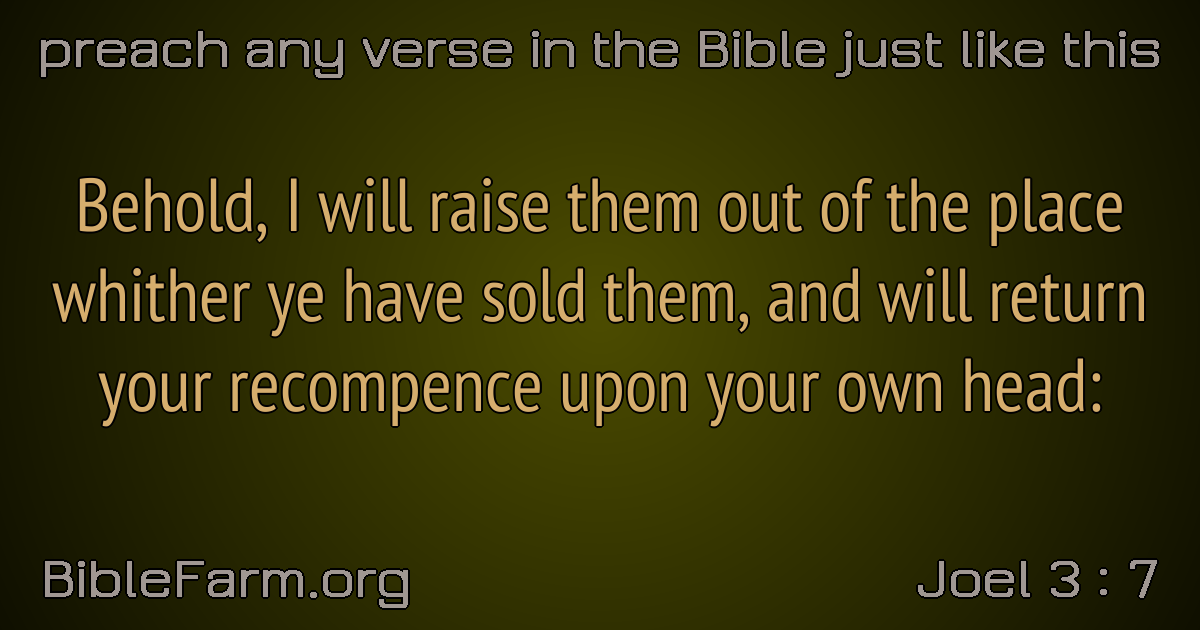 preach any verse in the Bible just like this
Behold, I will raise them out of the place
whither ye have sold them, and will return
your recompence upon your own head:
BibleFarm.org
Joel 3 : 7